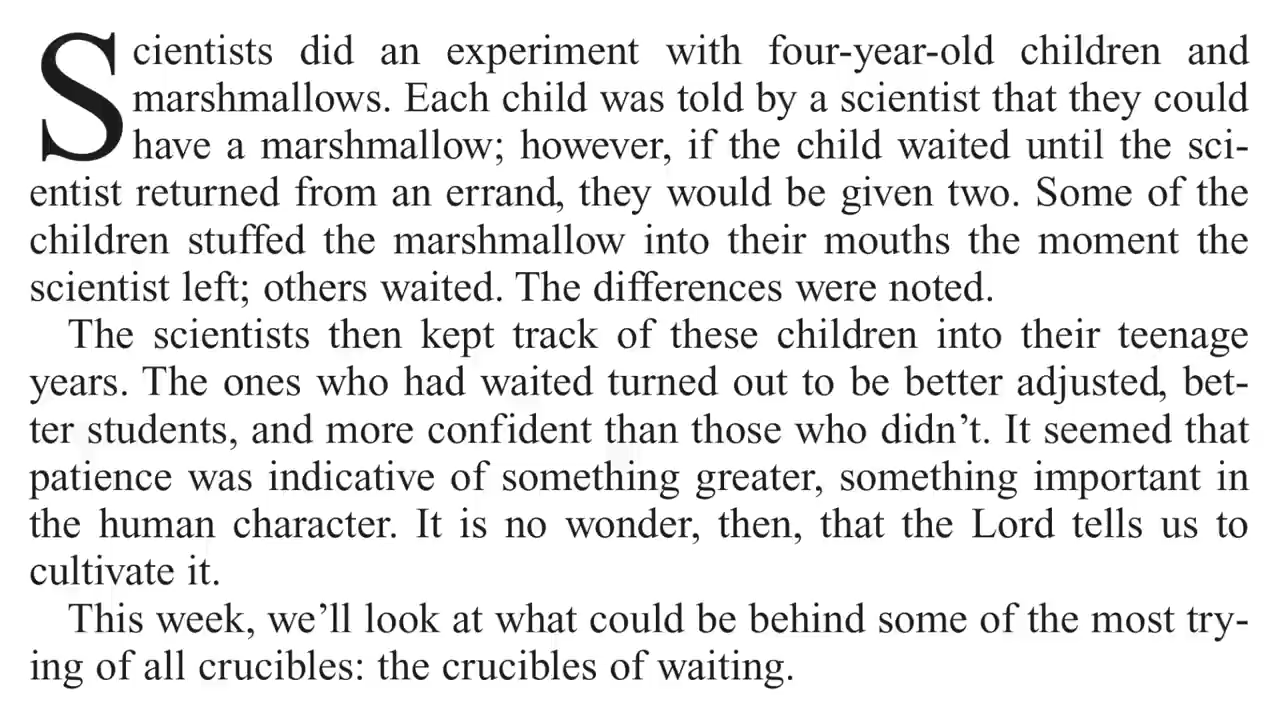 Scientists did an experiment with four-year-old children and
marshmallows. Each child was told by a scientist that they could
have a marshmallow; however, if the child waited until the sci-
entist returned from an errand, they would be given two. Some of the
children stuffed the marshmallow into their mouths the moment the
scientist left; others waited. The differences were noted.
The scientists then kept track of these children into their teenage
years. The ones who had waited turned out to be better adjusted, bet-
ter students, and more confident than those who didn’t. It seemed that
patience was indicative of something greater, something important in
the human character. It is no wonder, then, that the Lord tells us to
cultivate it.
This week, we’ll look at what could be behind some of the most try-
ing of all crucibles: the crucibles of waiting.